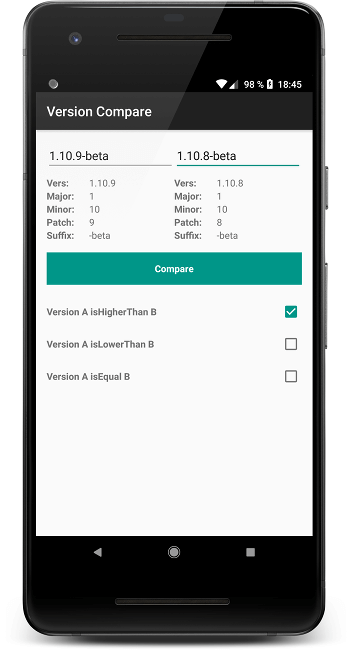 98 % 18:45
Version Compare
1.10.9-beta 1.10.8-beta
Vers: 1.10.9 Vers: 1.10.8
Major: 1 Major: 1
Minor: 10 Minor: 10
Patch: 9 Patch: 8
Suffix: -beta Suffix: -beta
Compare
Version A isHigherThan B
Version A isLowerThan B
Version A isEqual B